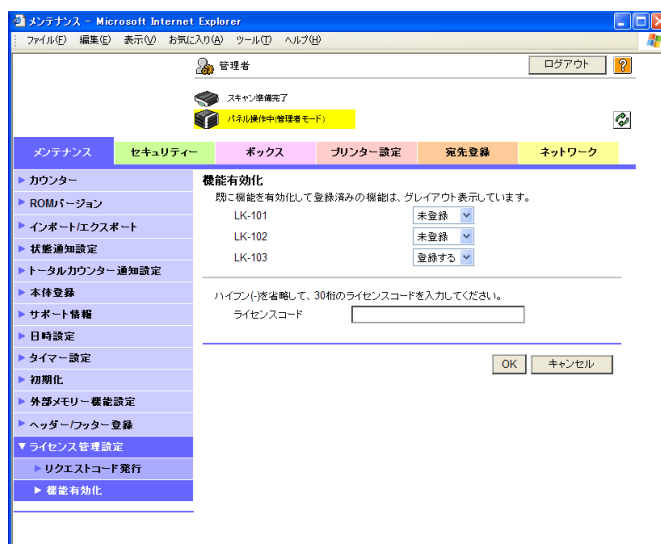 メンテナンス - Microsoft Internet Explorer
ファイル(F) 編集(E) 表示(V) お気に入り(A) ツール(T) ヘルプ(H)
管理者
ログアウト
?
スキャン準備完了
パネル操作中(管理者モード)
メンテナンス セキュリティー ボックス プリンター設定 宛先登録 ネットワーク
カウンター
ROMバージョン
インポート/エクスポート
状態通知設定
トータルカウンター通知設定
本体登録
サポート情報
日時設定
タイマー設定
初期化
外部メモリー機能設定
ヘッダー/フッター登録
ライセンス管理設定
リクエストコード発行
機能有効化
機能有効化
既に機能を有効化して登録済みの機能は、グレイアウト表示しています。
LK-101 未登録
LK-102 未登録
LK-103 登録する
ハイフン(-)を省略して、30桁のライセンスコードを入力してください。
ライセンスコード
OK キャンセル